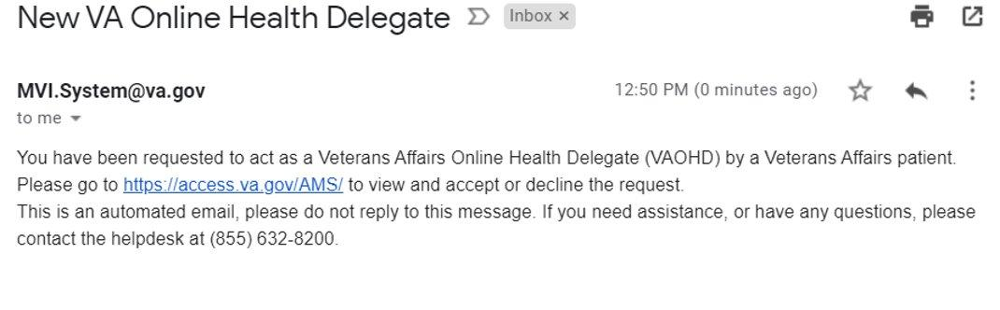 New VA Online Health Delegate Inbox ×
MVI.System@va.gov 12:50 PM (0 minutes ago)
to me
You have been requested to act as a Veterans Affairs Online Health Delegate (VAOHD) by a Veterans Affairs patient.
Please go to https://access.va.gov/AMS/ to view and accept or decline the request.
This is an automated email, please do not reply to this message. If you need assistance, or have any questions, please
contact the helpdesk at (855) 632-8200.